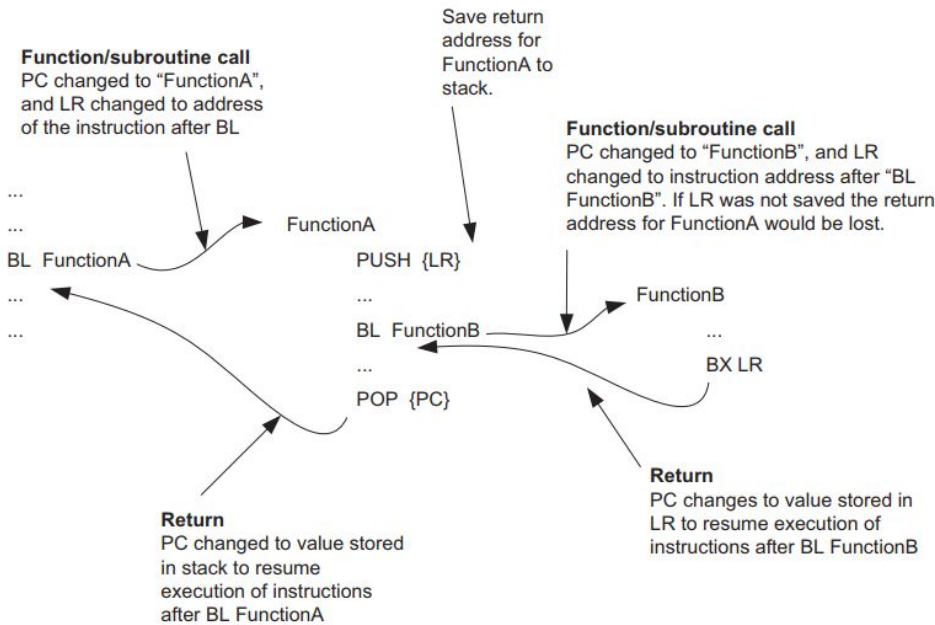 Save return
address for
FunctionA to
stack.
Function/subroutine call
PC changed to “FunctionA”,
and LR changed to address
of the instruction after BL
Function/subroutine call
PC changed to “FunctionB”, and LR
changed to instruction address after “BL
FunctionB”. If LR was not saved the return
address for FunctionA would be lost.
...
...
BL FunctionA
...
...
FunctionA
PUSH {LR}
...
BL FunctionB
...
POP {PC}
FunctionB
...
BX LR
Return
PC changed to value stored
in stack to resume
execution of instructions
after BL FunctionA
Return
PC changes to value stored in
LR to resume execution of
instructions after BL FunctionB